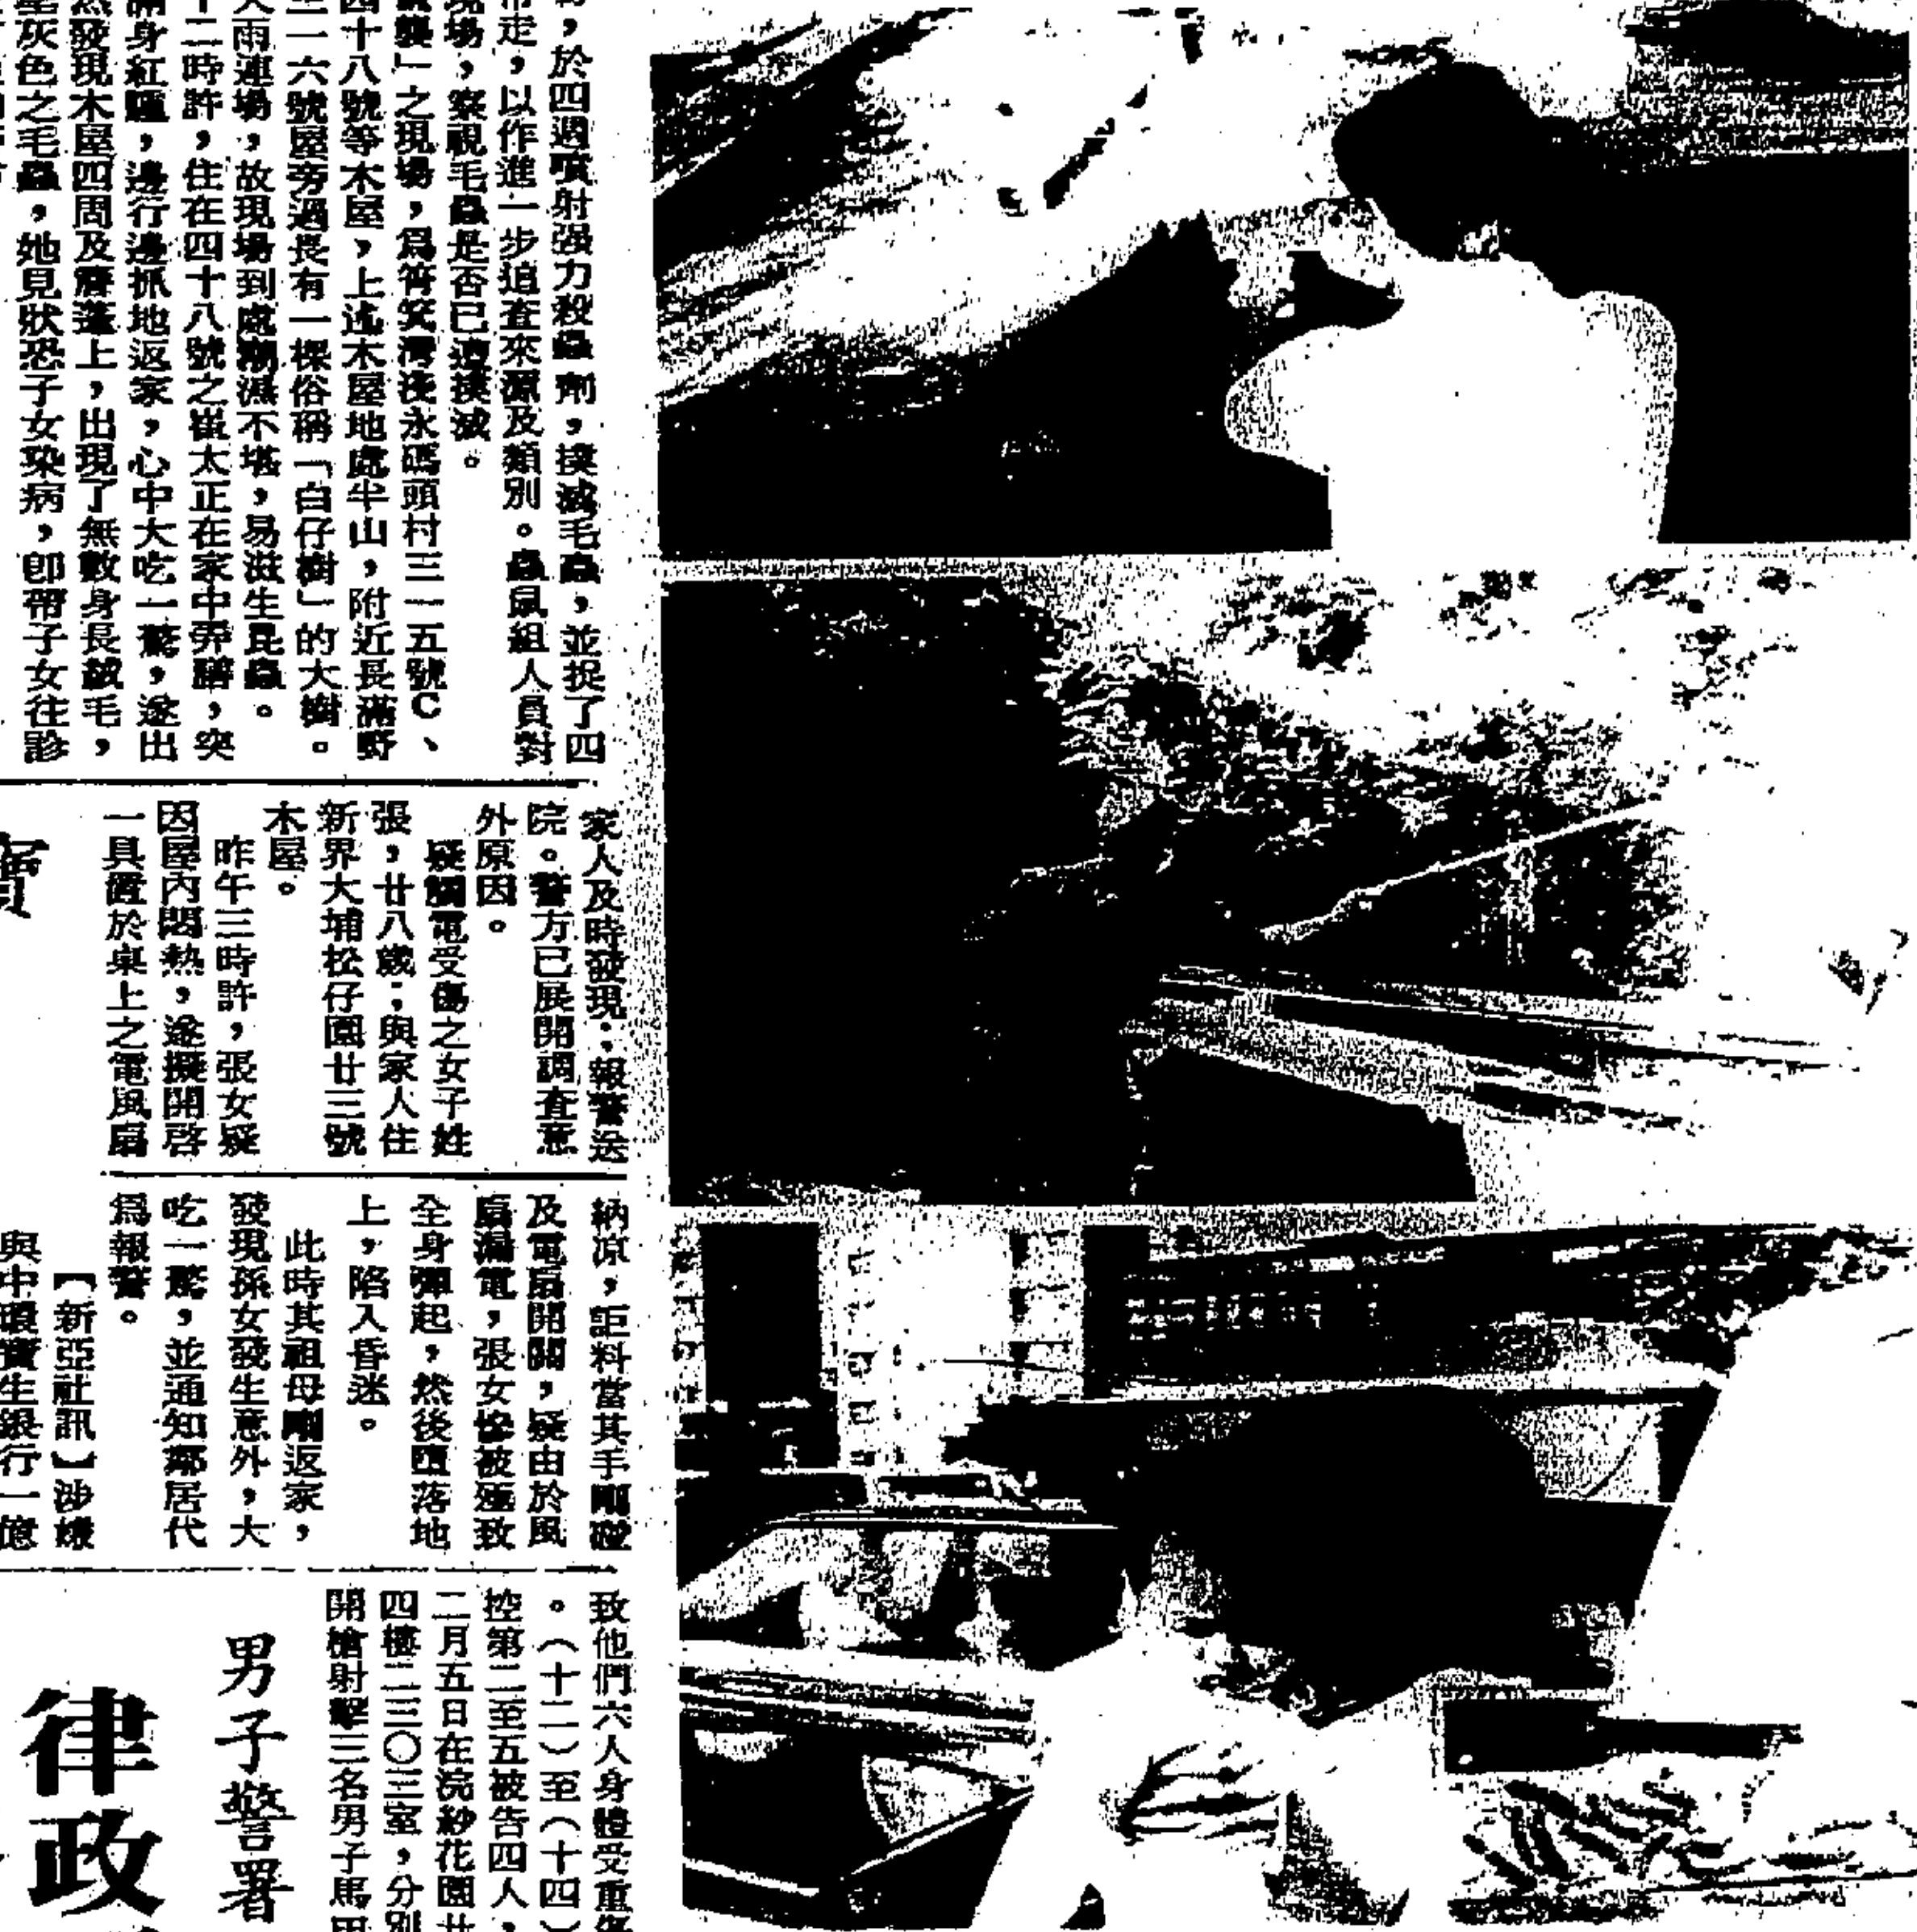 ，於四週噴射强力殺蟲劑，撲滅毛蟲，並捉了四
帶走，以作進一步追查來源及類別。蟲鼠組人員對
現場，察視毛蟲是否已遭撲滅。
襲」之現場，爲筲箕灣淺水碼頭村三一五號C、
四十八號等木屋，上述木屋地處半山，附近長滿野
三一六號屋旁過長有一棵俗稱「白仔樹」的大樹。
大雨連場，故現場到處潮濕不堪，易滋生昆蟲。
十二時許，住在四十八號之崔太正在家中弄膳，突
滿身紅腫，邊行邊抓地返家，心中大吃一驚，遂出
然發現木屋四周及簷蓬上，出現了無數身長絨毛，
呈灰色之毛蟲，她見狀恐子女染病，卽帶子女往診
家人及時發現，報警送
院。警方已展開調查意
外原因。
疑觸電受傷之女子姓
張，廿八歲，與家人住
新界大埔松仔園廿三號
木屋。
昨午三時許，張女疑
因屋內悶熱，遂擬開啓
一具置於桌上之電風扇
納凉，詎料當其手剛碰
及電扇開關，疑由於風
扇漏電，張女慘被殛致
全身彈起，然後墮落地
上，陷入昏迷。
此時其祖母剛返家，
發現孫女發生意外，大
吃一驚，並通知鄰居代
爲報警。
【新亞社訊】涉嫌
與中環寶生銀行一億
致他們六人身體受重傷
。（十二）至（十四）
控第二至五被告四人，
二月五日在浣紗花園廿
四樓二三〇三室，分別
開槍射擊三名男子馬
男子警署
律政